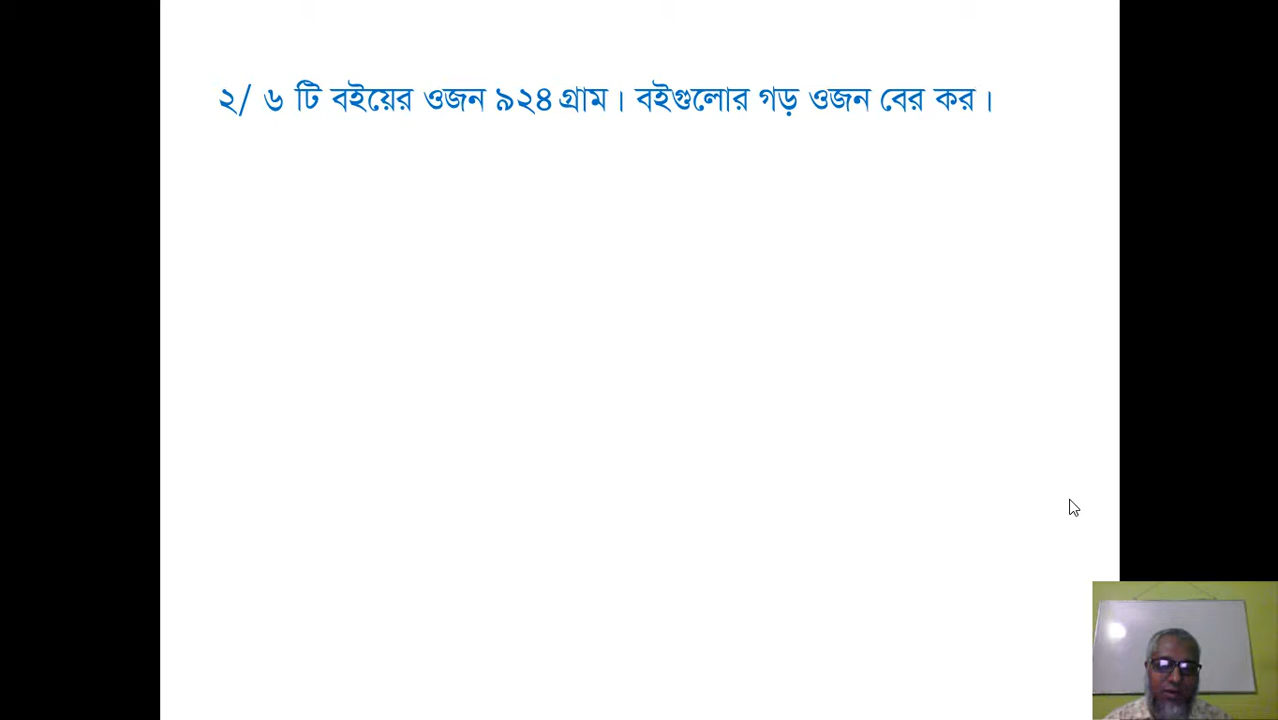 ২/ ৬ টি বইয়ের ওজন ৯২৪ গ্রাম। বইগুলোর গড় ওজন বের কর।